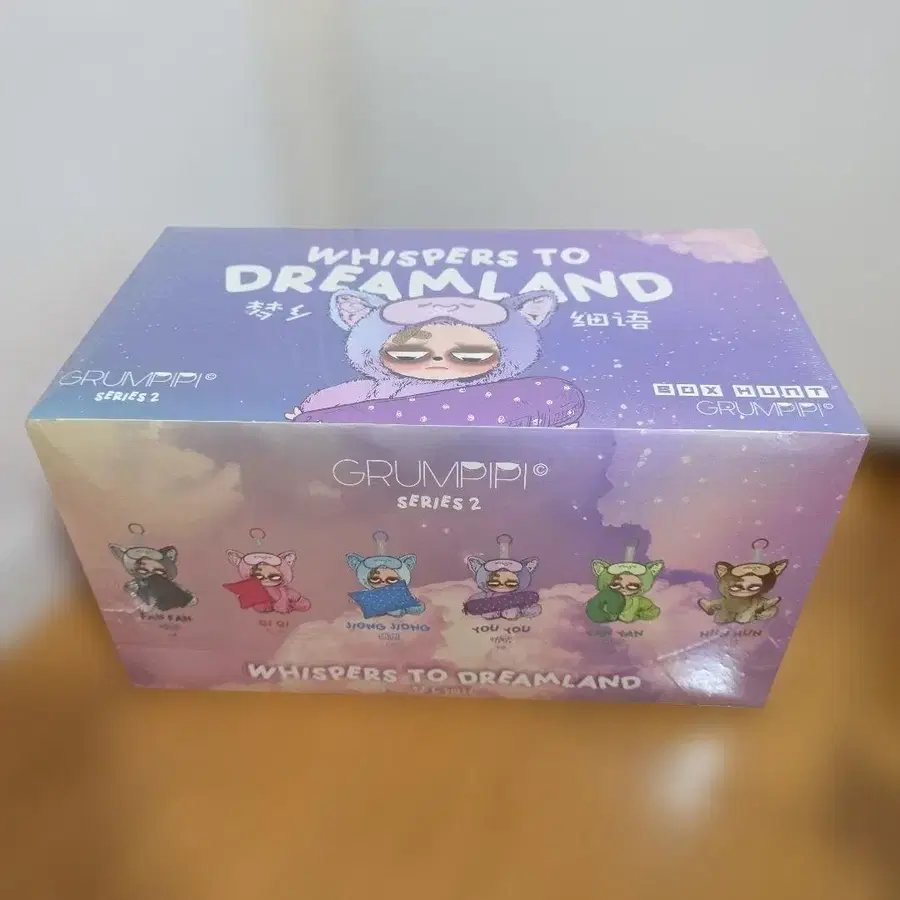 WHISPERS TO
DREAMLAND
梦乡 细语
GRUMPIPI©
SERIES 2
BOX HUNT
GRUMPIPI©
GRUMPIPI©
SERIES 2
QI QI
JIONG JIONG
YOU YOU
YAN
WHISPERS TO DREAMLAND